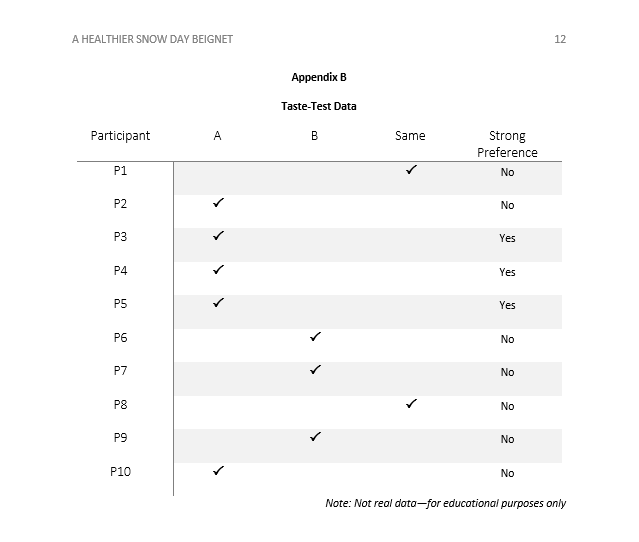 A HEALTHIER SNOW DAY BEIGNET 12
Appendix B
Taste-Test Data
Participant A B Same Strong
Preference
P1 ✓ No
P2 ✓ No
P3 ✓ Yes
P4 ✓ Yes
P5 ✓ Yes
P6 ✓ No
P7 ✓ No
P8 ✓ No
P9 ✓ No
P10 ✓ No
Note: Not real data—for educational purposes only